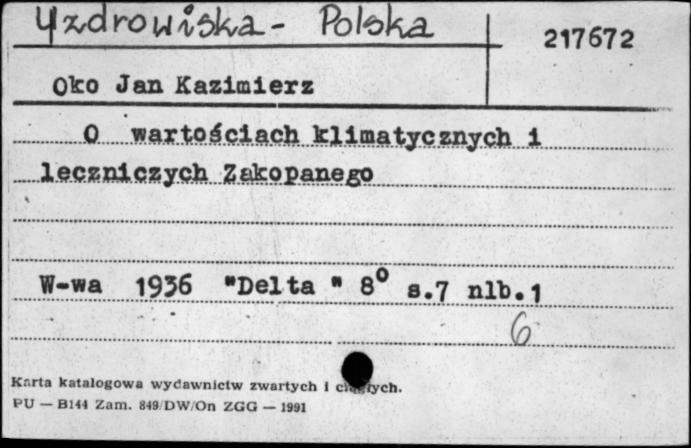 Uzdrowiska - Polska
217672
Oko Jan Kazimierz
O wartościach klimatycznych i
leczniczych Zakopanego
W-wa 1936 "Delta " 8° s.7 nlb.1
6
Karta katalogowa wydawnictw zwartych i ciągłych.
PU — B144 Zam. 849/DW/On ZGG — 1991